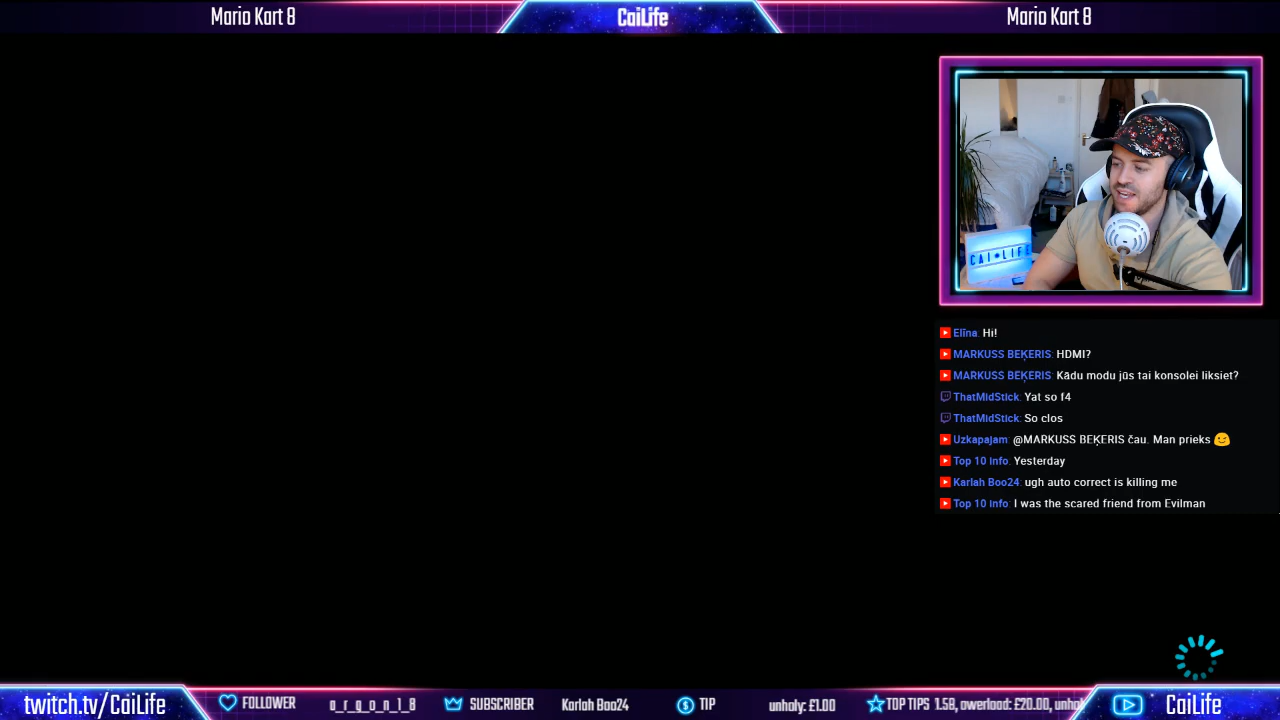 Mario Kart 8
CaiLife
Mario Kart 8
CAI LIFE
Elīna: Hi!
MARKUSS BEĶERIS: HDMI?
MARKUSS BEĶERIS: Kādu modu jūs tai konsolei liksiet?
ThatMidStick: Yat so f4
ThatMidStick: So clos
Uzkapajam: @MARKUSS BEĶERIS čau. Man prieks
Top 10 info: Yesterday
Karlah Boo24: ugh auto correct is killing me
Top 10 info: I was the scared friend from Evilman
twitch.tv/CaiLife
FOLLOWER
SUBSCRIBER
Karlah Boo24
TIP
unholy: £1.00
TOP TIPS
1.58, owerload: £20.00, unhol
CaiLife